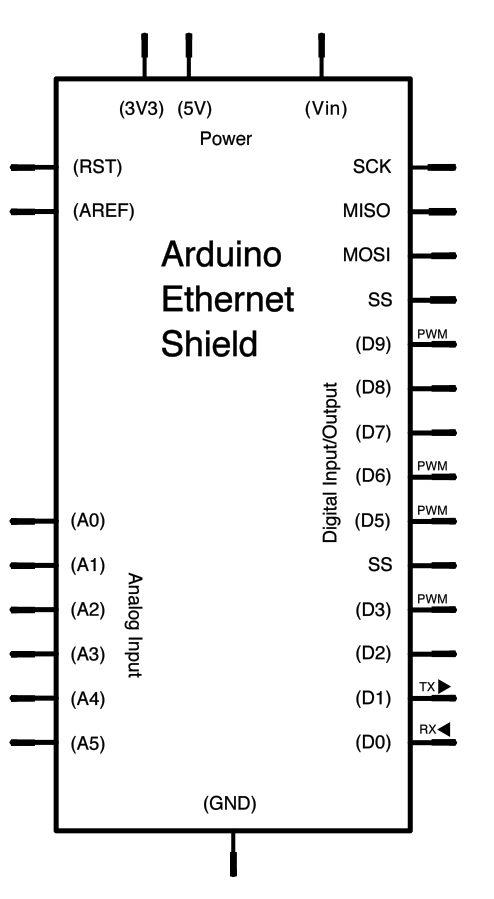 (3V3) (5V) (Vin)
Power
(RST)
(AREF)
Arduino
Ethernet
Shield
(A0)
(A1)
(A2)
(A3)
(A4)
(A5)
Analog Input
SCK
MISO
MOSI
SS
(D9) PWM
(D8)
(D7)
(D6) PWM
(D5) PWM
SS
(D3) PWM
(D2)
(D1) TX
(D0) RX
Digital Input/Output
(GND)